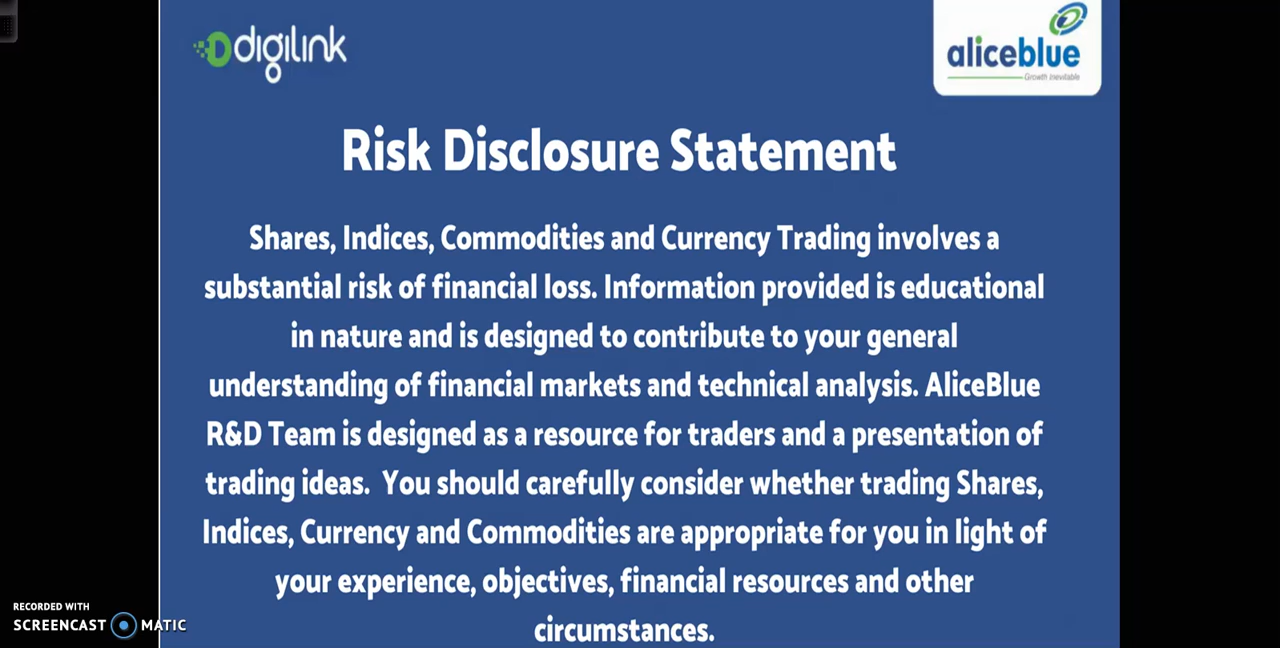 digilink
aliceblue
Growth Inevitable
Risk Disclosure Statement
Shares, Indices, Commodities and Currency Trading involves a
substantial risk of financial loss. Information provided is educational
in nature and is designed to contribute to your general
understanding of financial markets and technical analysis. AliceBlue
R&D Team is designed as a resource for traders and a presentation of
trading ideas.  You should carefully consider whether trading Shares,
Indices, Currency and Commodities are appropriate for you in light of
your experience, objectives, financial resources and other
circumstances.
RECORDED WITH
SCREENCAST MATIC